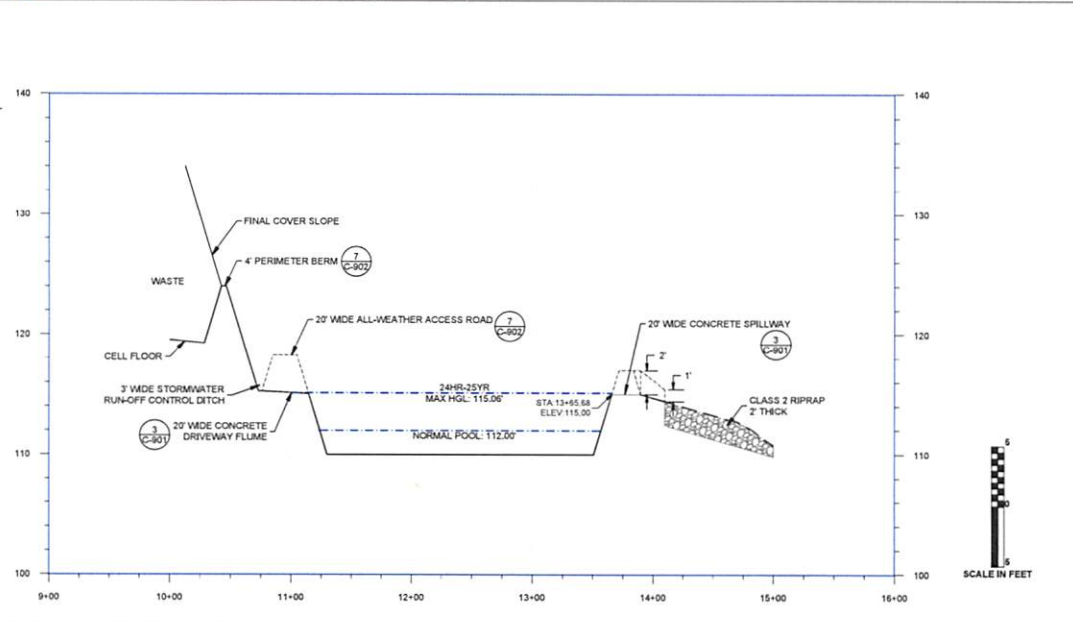 140
140
130
130
120
120
110
110
100
100
9+00
10+00
11+00
12+00
13+00
14+00
15+00
16+00
FINAL COVER SLOPE
4' PERIMETER BERM
7
C-902
WASTE
20' WIDE ALL-WEATHER ACCESS ROAD
7
C-902
20' WIDE CONCRETE SPILLWAY
3
C-901
CELL FLOOR
2'
1'
3' WIDE STORMWATER
RUN-OFF CONTROL DITCH
24HR-25YR
MAX HGL: 115.06'
STA:13+65.68
ELEV:115.00
CLASS 2 RIPRAP
2' THICK
3
C-901
20' WIDE CONCRETE
DRIVEWAY FLUME
NORMAL POOL: 112.00'
5
0
5
SCALE IN FEET